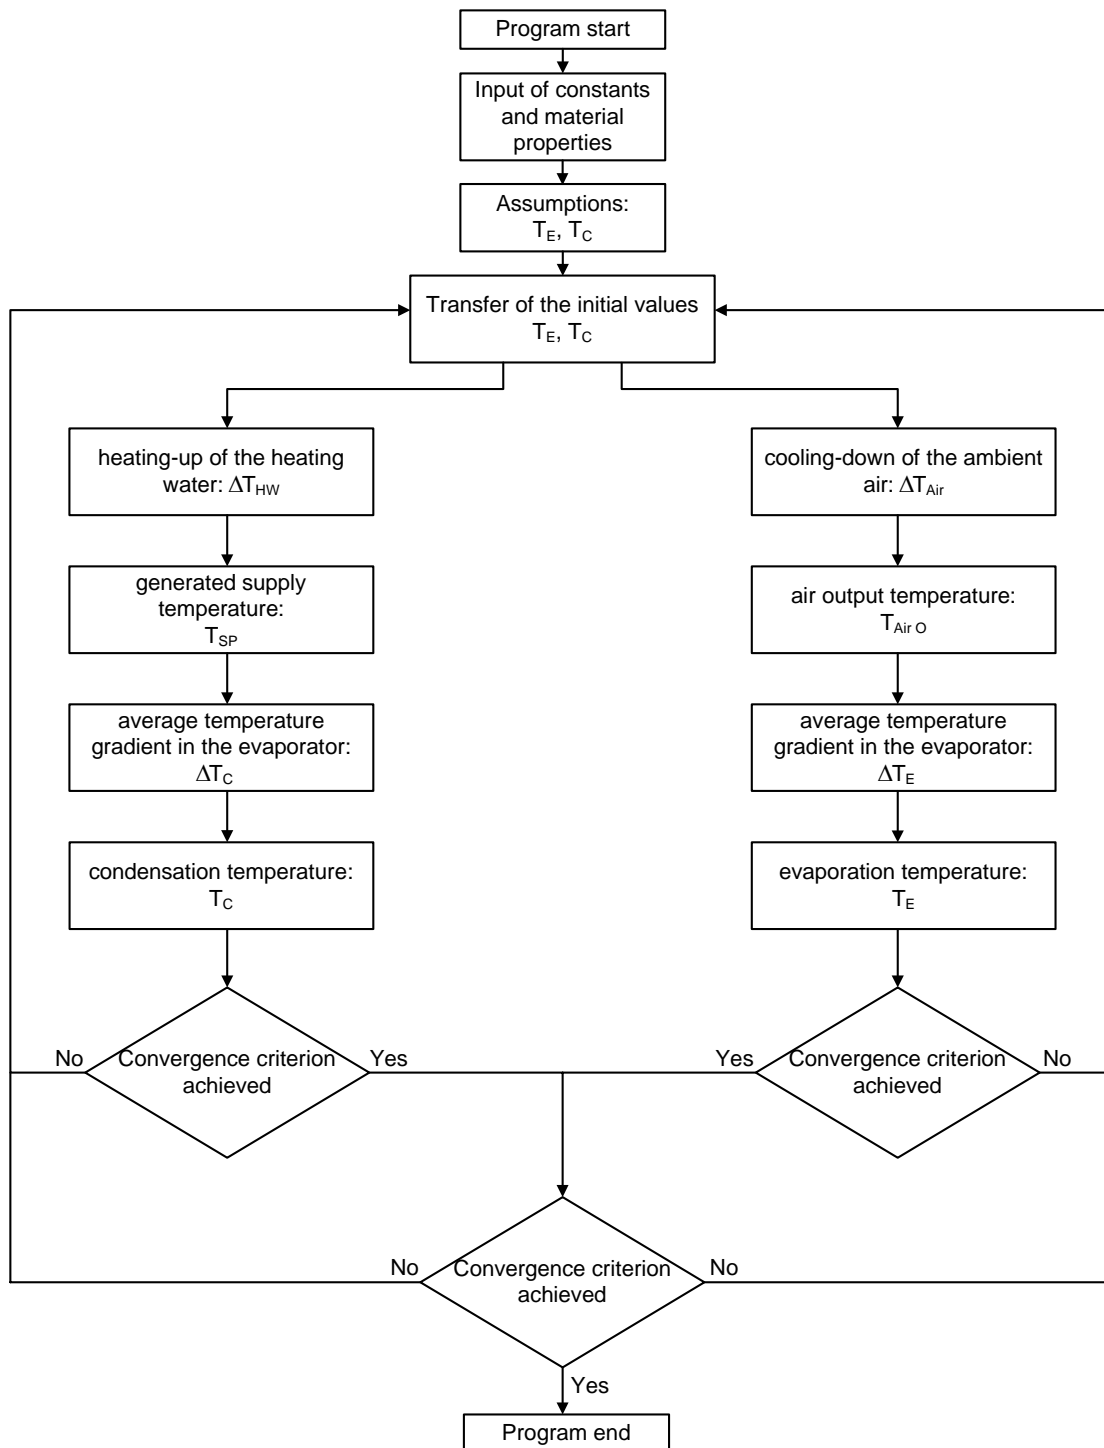 Program start
Input of constants
and material
properties
Assumptions:
T_E, T_C
Transfer of the initial values
T_E, T_C
heating-up of the heating
water: ΔT_HW
generated supply
temperature:
T_SP
average temperature
gradient in the evaporator:
ΔT_C
condensation temperature:
T_C
cooling-down of the ambient
air: ΔT_Air
air output temperature:
T_Air O
average temperature
gradient in the evaporator:
ΔT_E
evaporation temperature:
T_E
No
Convergence criterion
achieved
Yes
Yes
Convergence criterion
achieved
No
No
Convergence criterion
achieved
No
Yes
Program end